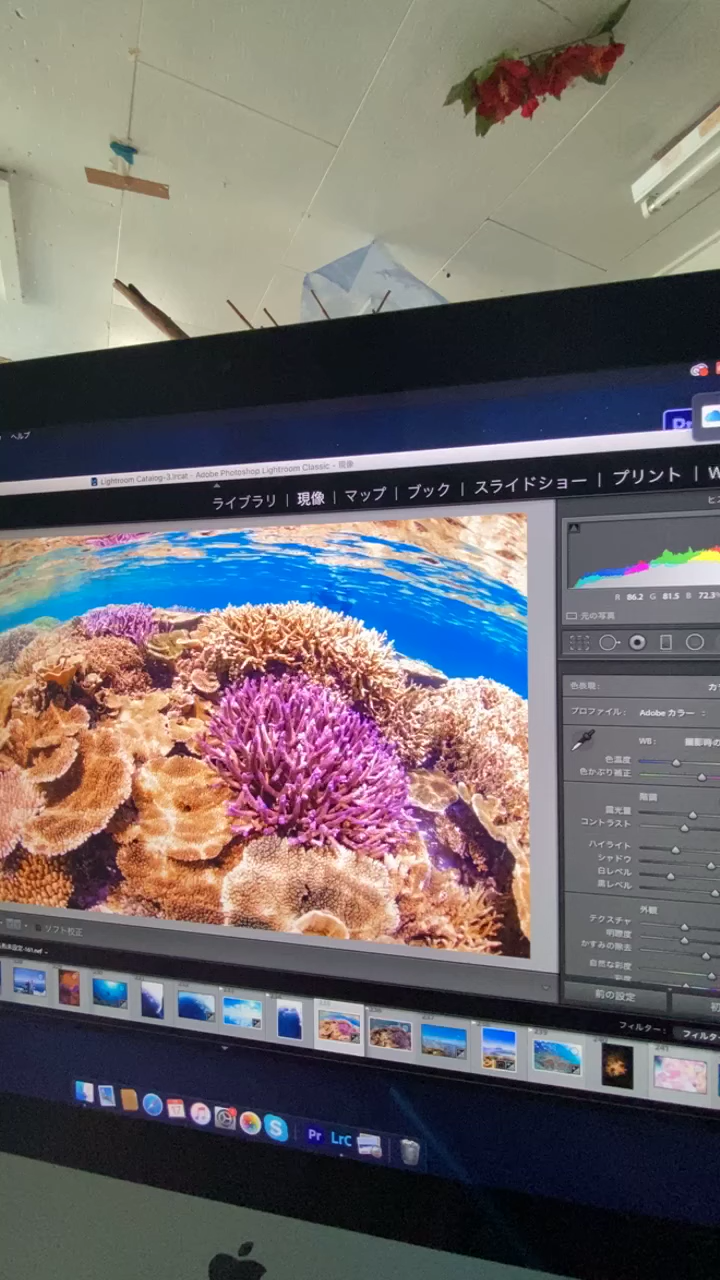 ヘルプ
Lightroom Catalog-3.lrcat - Adobe Photoshop Lightroom Classic - 現像
ライブラリ | 現像 | マップ | ブック | スライドショー | プリント | W
R 86.2 G 81.5 B 72.3%
元の写真
色表現 :
プロファイル : Adobe カラー
WB : 撮影時の
色温度
色かぶり補正
階調
露光量
コントラスト
ハイライト
シャドウ
白レベル
黒レベル
外観
テクスチャ
明瞭度
かすみの除去
自然な彩度
彩度
前の設定
ソフト校正
フィルター : フィルタ
17
Pr LrC